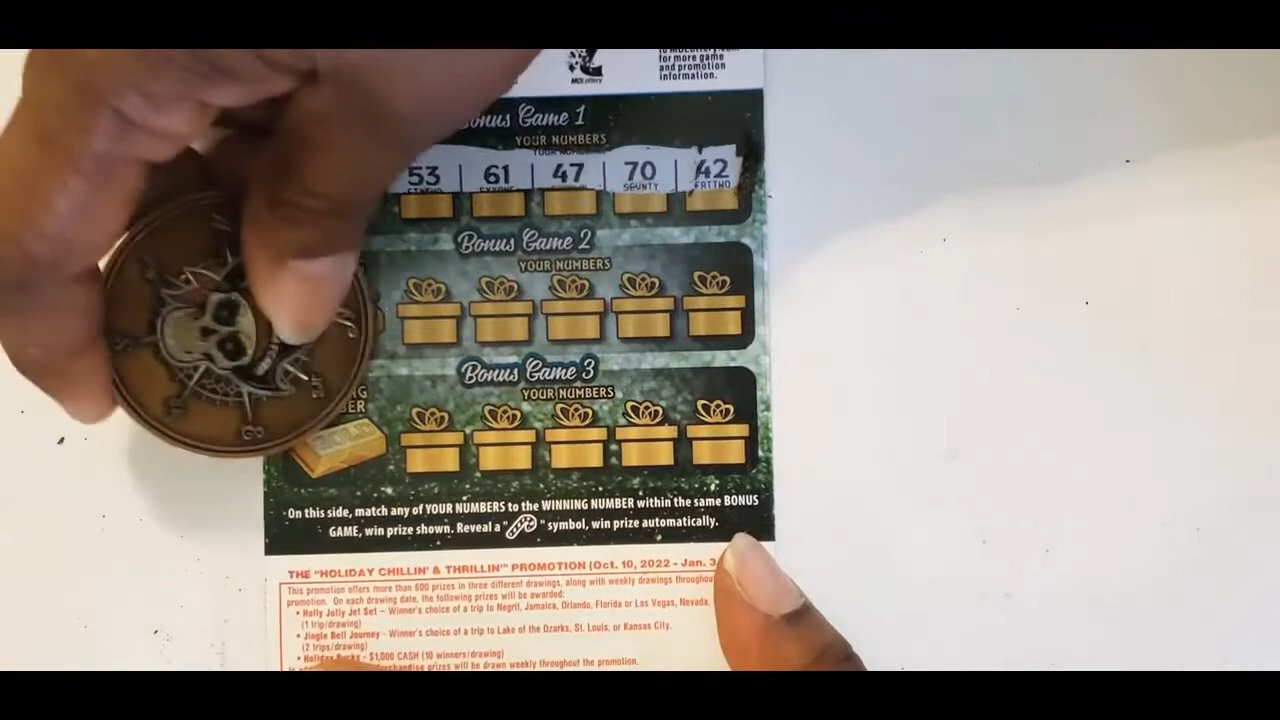 MOLottery
to MOLottery.com
for more game
and promotion
information.
Bonus Game 1
YOUR NUMBERS
53 61 47 70 42
SEVNTY FRTTWO
Bonus Game 2
YOUR NUMBERS
Bonus Game 3
YOUR NUMBERS
GOLD
On this side, match any of YOUR NUMBERS to the WINNING NUMBER within the same BONUS
GAME, win prize shown. Reveal a " " symbol, win prize automatically.
THE "HOLIDAY CHILLIN' & THRILLIN'" PROMOTION (Oct. 10, 2022 - Jan. 3
This promotion offers more than 600 prizes in three different drawings, along with weekly drawings throughout
promotion. On each drawing date, the following prizes will be awarded:
• Holly Jolly Jet Set – Winner's choice of a trip to Negril, Jamaica, Orlando, Florida or Las Vegas, Nevada.
(1 trip/drawing)
• Jingle Bell Journey - Winner's choice of a trip to Lake of the Ozarks, St. Louis, or Kansas City.
(2 trips/drawing)
• Holiday Bucks - $1,000 CASH (10 winners/drawing)
merchandise prizes will be drawn weekly throughout the promotion.